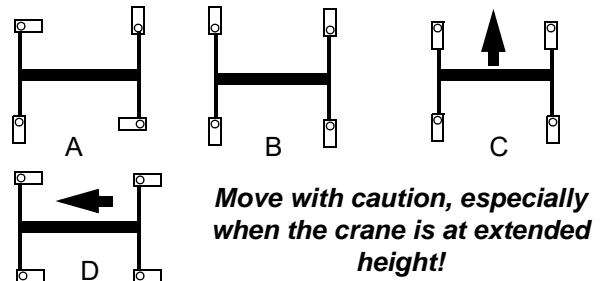 A
B
C
D
Move with caution, especially
when the crane is at extended
height!